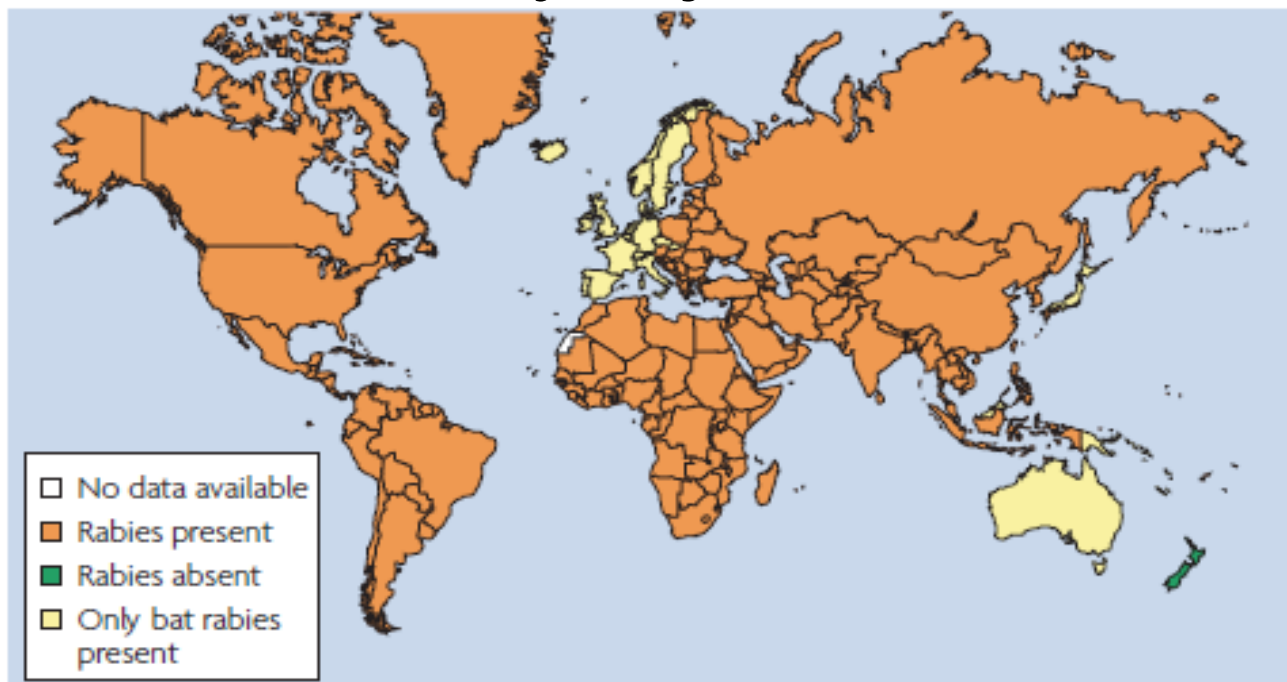 No data available
Rabies present
Rabies absent
Only bat rabies
present